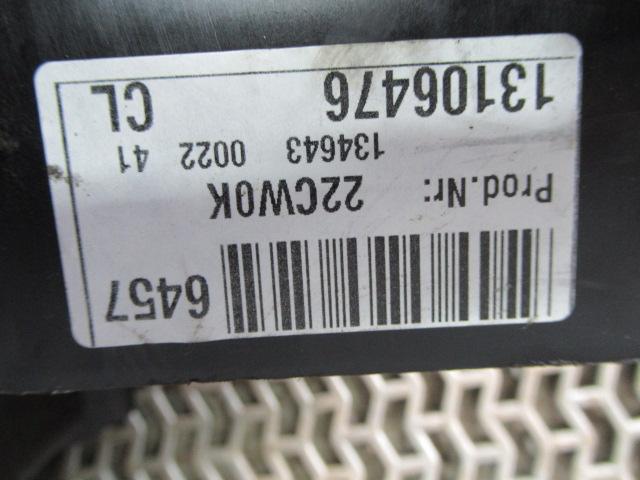 6457
Prod.Nr: 22CW0K
134643 0022 41
13106476 CL